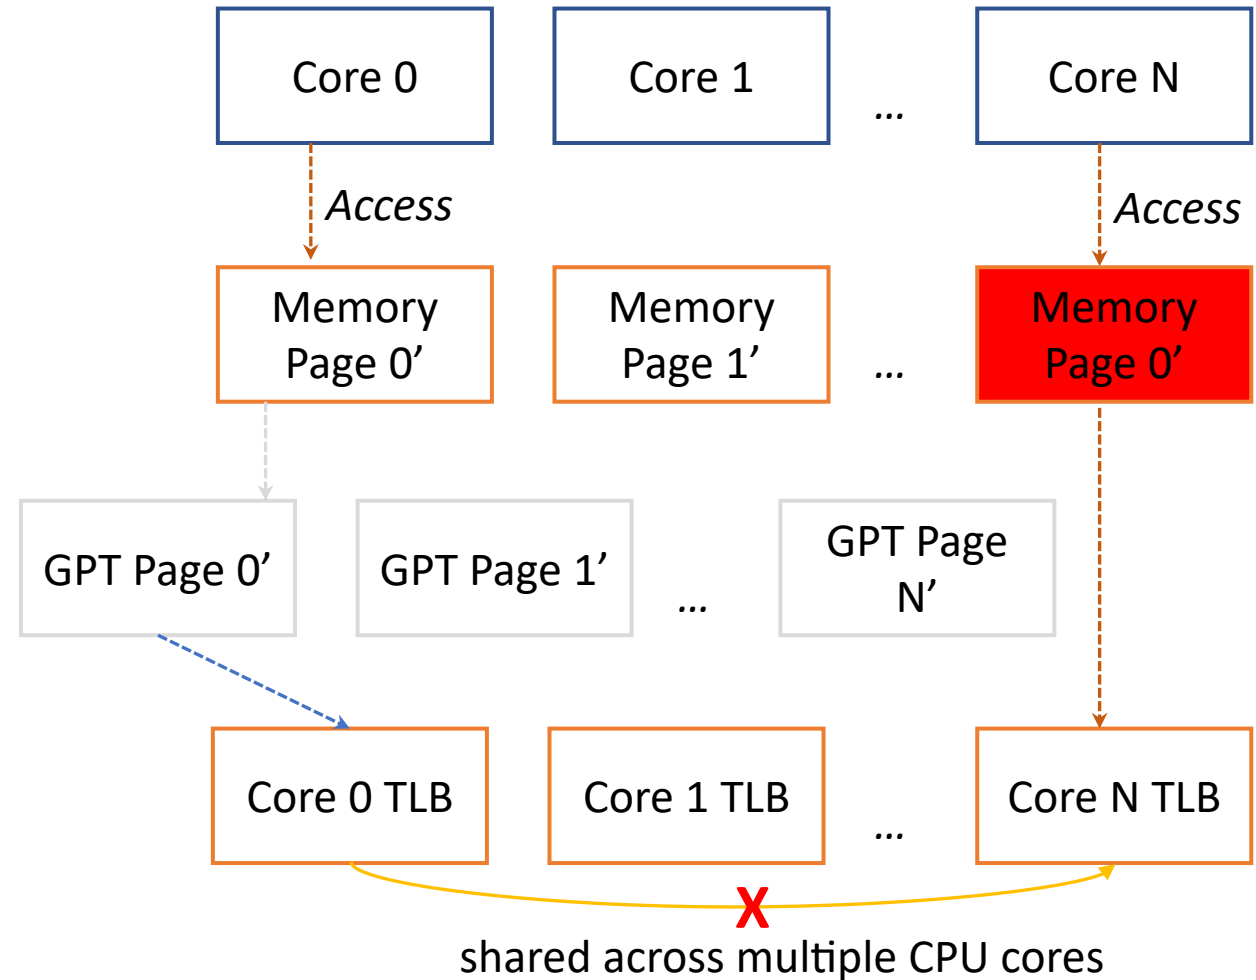 Core 0
Core 1
...
Core N
Access
Access
Memory
Page 0’
Memory
Page 1’
...
Memory
Page 0’
GPT Page 0’
GPT Page 1’
...
GPT Page
N’
Core 0 TLB
Core 1 TLB
...
Core N TLB
X
shared across multiple CPU cores